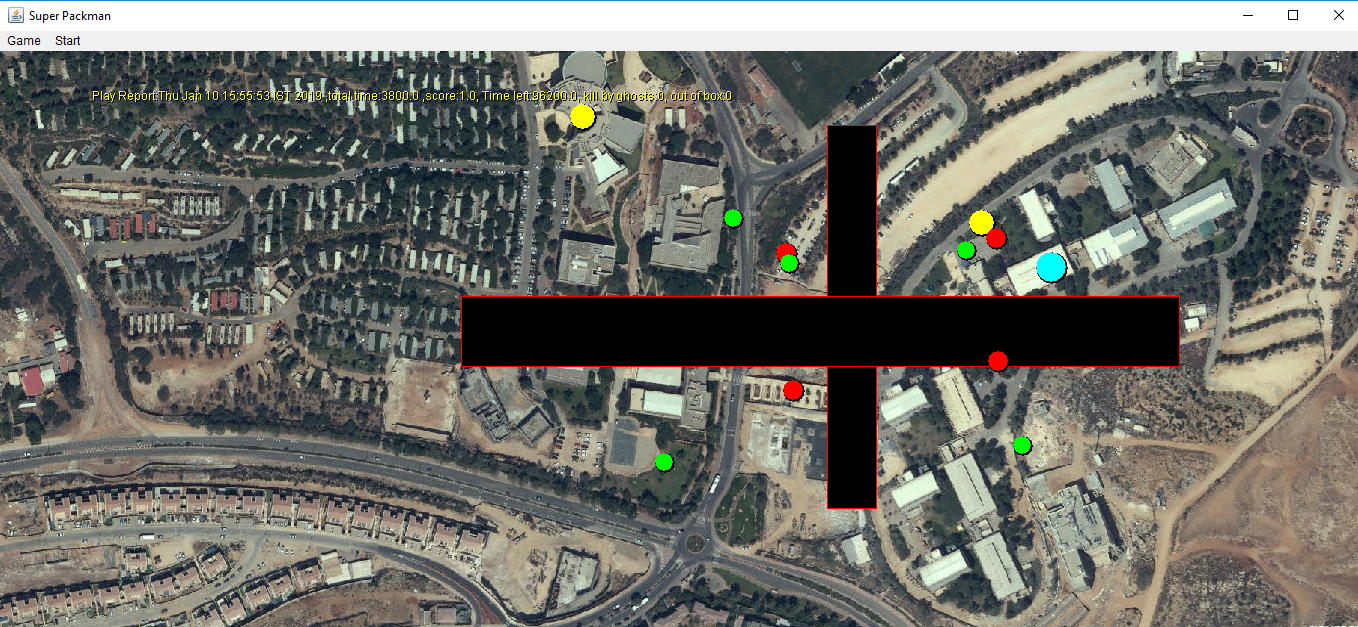 Super Packman
Game Start
Play Report:Thu Jan 10 15:55:53 IST 2019 ,total time:3800.0 ,score:1.0, Time left:96200.0, kill by ghosts:0, out of box:0